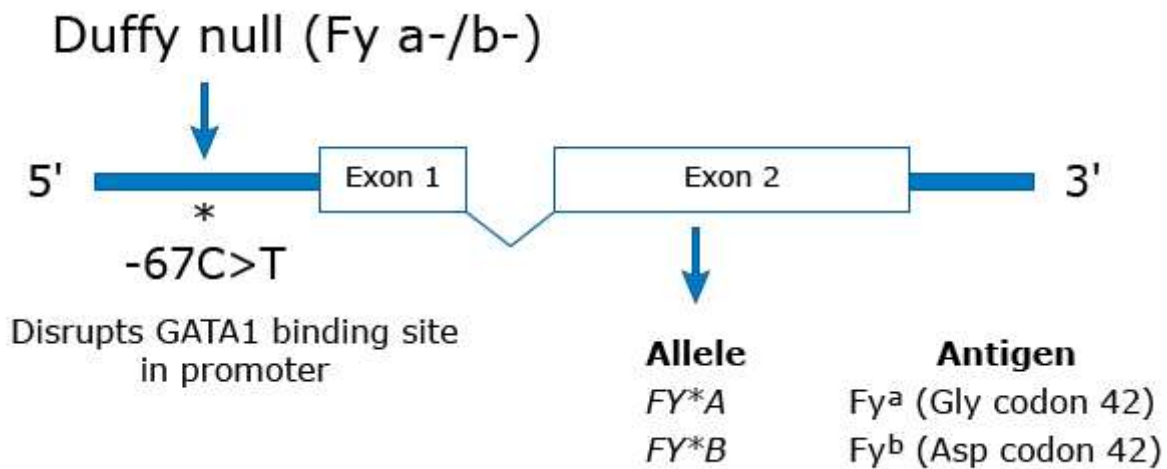 Duffy null (Fy a-/b-)
5'
Exon 1
Exon 2
3'
*
-67C>T
Disrupts GATA1 binding site
in promoter
Allele Antigen
FY*A Fyᵃ (Gly codon 42)
FY*B Fyᵇ (Asp codon 42)